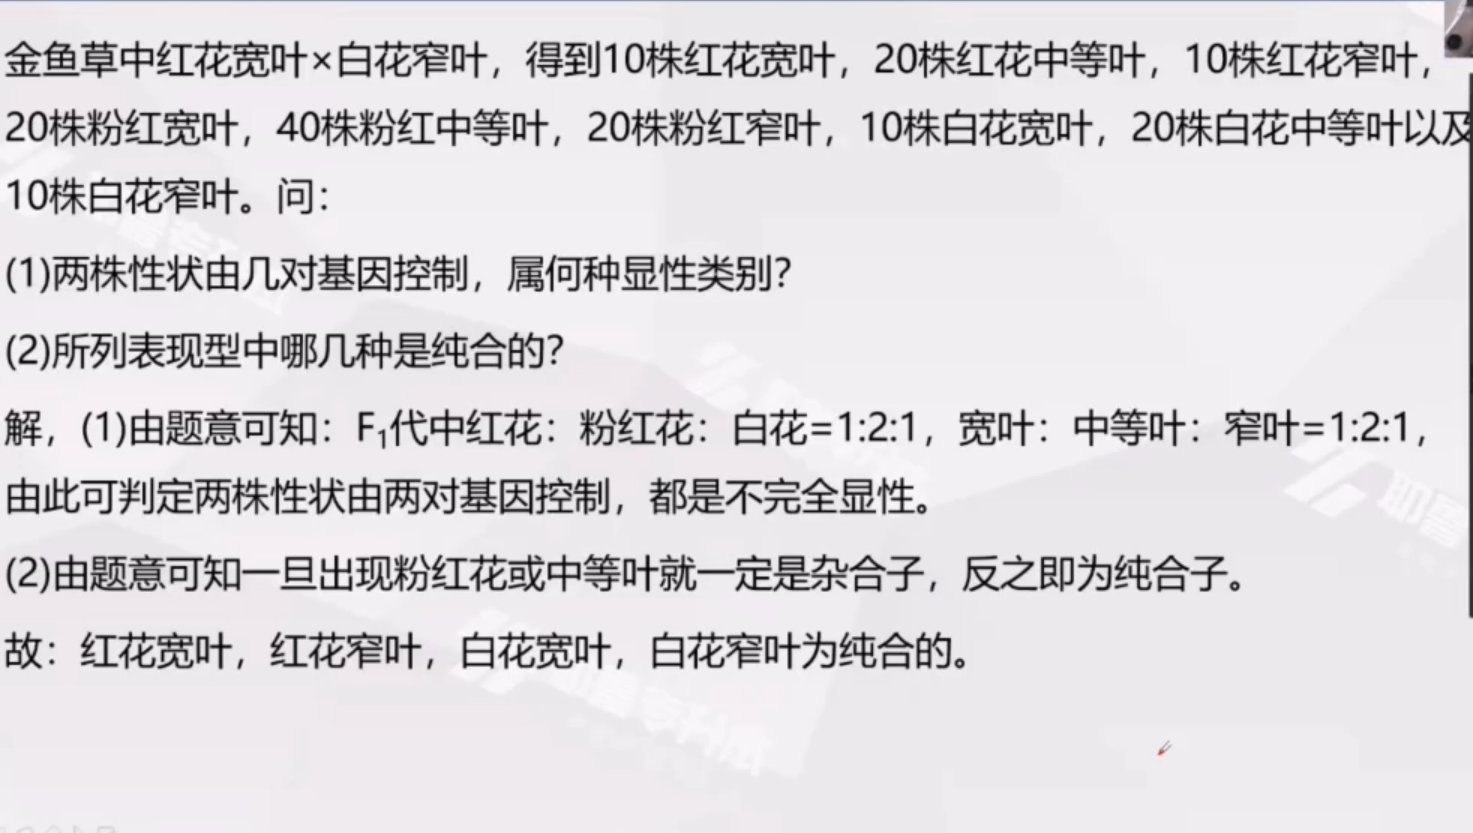 金鱼草中红花宽叶×白花窄叶，得到10株红花宽叶，20株红花中等叶，10株红花窄叶，
20株粉红宽叶，40株粉红中等叶，20株粉红窄叶，10株白花宽叶，20株白花中等叶以及
10株白花窄叶。问：
(1)两株性状由几对基因控制，属何种显性类别？
(2)所列表现型中哪几种是纯合的？
解，(1)由题意可知：F₁代中红花：粉红花：白花=1:2:1，宽叶：中等叶：窄叶=1:2:1，
由此可判定两株性状由两对基因控制，都是不完全显性。
(2)由题意可知一旦出现粉红花或中等叶就一定是杂合子，反之即为纯合子。
故：红花宽叶，红花窄叶，白花宽叶，白花窄叶为纯合的。